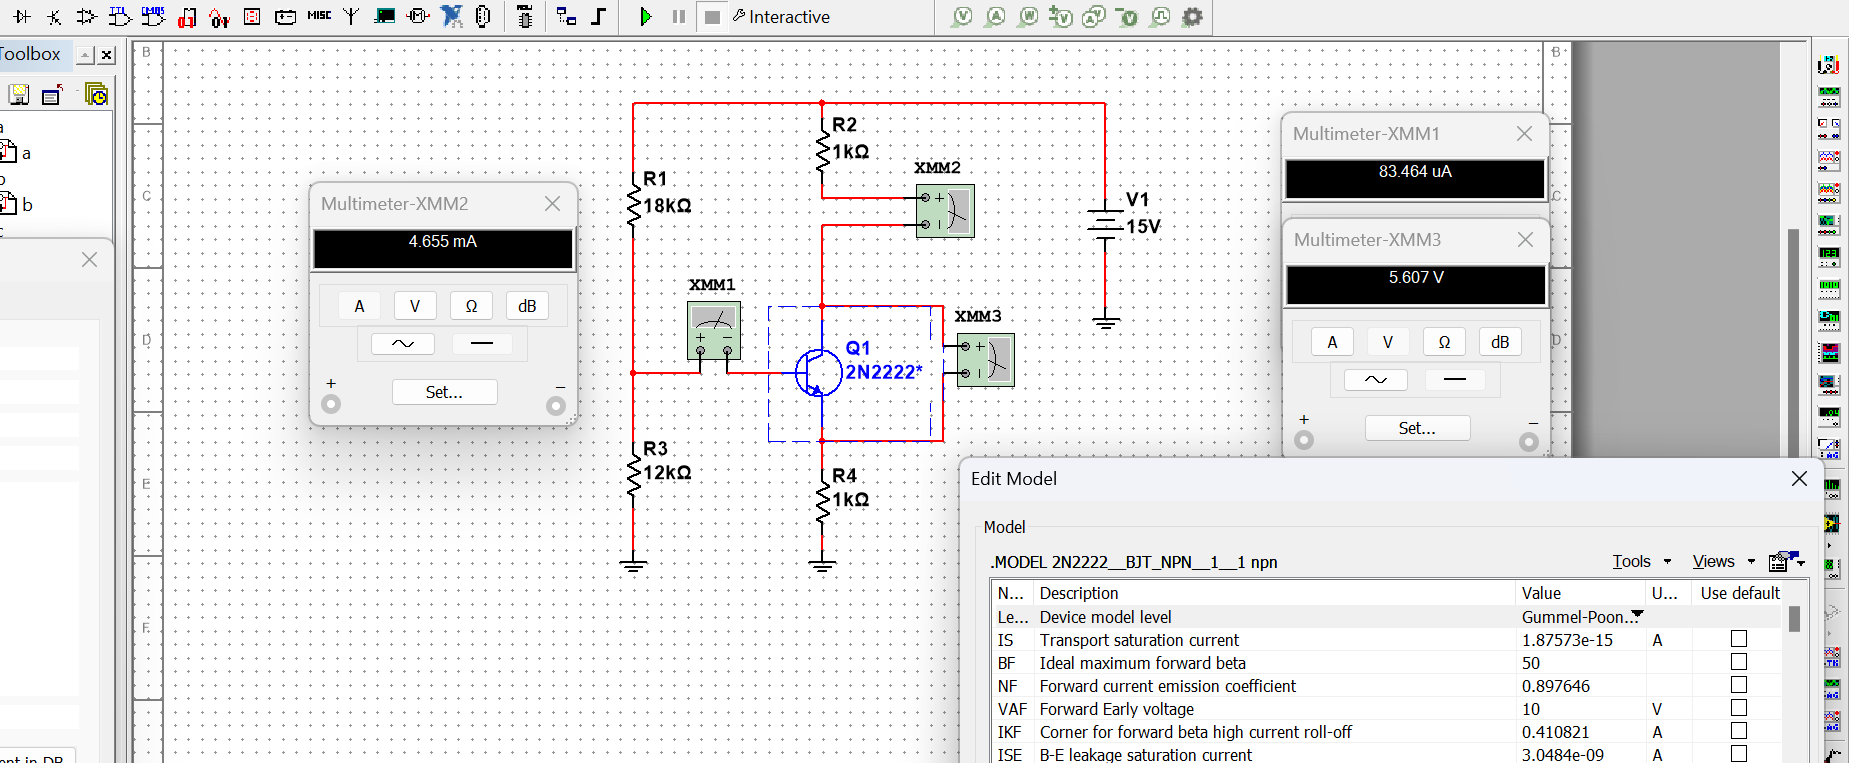 TTL
CMOS
MISC
Interactive
Toolbox
a
b
B
C
D
E
F
B
C
D
R1
18kΩ
R2
1kΩ
XMM2
V1
15V
XMM1
XMM3
Q1
2N2222*
R3
12kΩ
R4
1kΩ
Multimeter-XMM2
4.655 mA
A V Ω dB
+ −
Set...
Multimeter-XMM1
83.464 uA
Multimeter-XMM3
5.607 V
A V Ω dB
+ −
Set...
Edit Model
Model
.MODEL 2N2222__BJT_NPN__1__1 npn
Tools Views
N... Description Value U... Use default
Le... Device model level Gummel-Poon...
IS Transport saturation current 1.87573e-15 A
BF Ideal maximum forward beta 50
NF Forward current emission coefficient 0.897646
VAF Forward Early voltage 10 V
IKF Corner for forward beta high current roll-off 0.410821 A
ISE B-E leakage saturation current 3.0484e-09 A